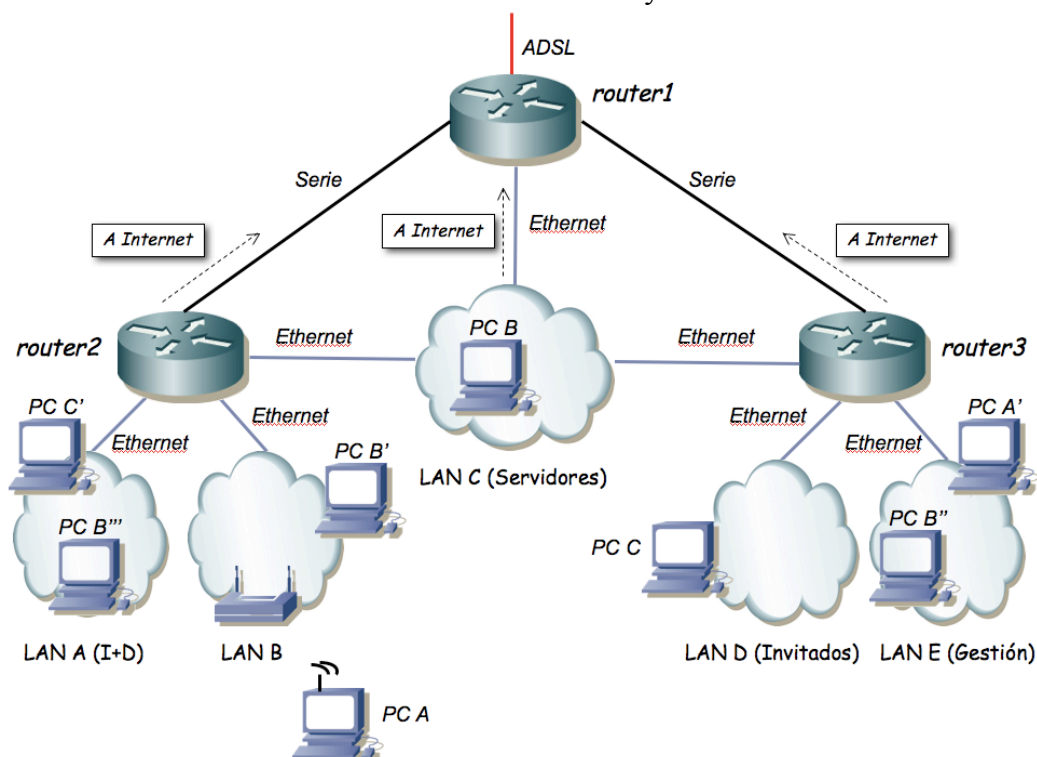 y
ADSL
router1
Serie
Serie
A Internet
A Internet
Ethernet
A Internet
router2
Ethernet
PC B
Ethernet
router3
PC C'
Ethernet
Ethernet
PC B'
LAN C (Servidores)
Ethernet
Ethernet
PC A'
PC B'''
PC C
PC B''
LAN A (I+D)
LAN B
LAN D (Invitados)
LAN E (Gestión)
PC A